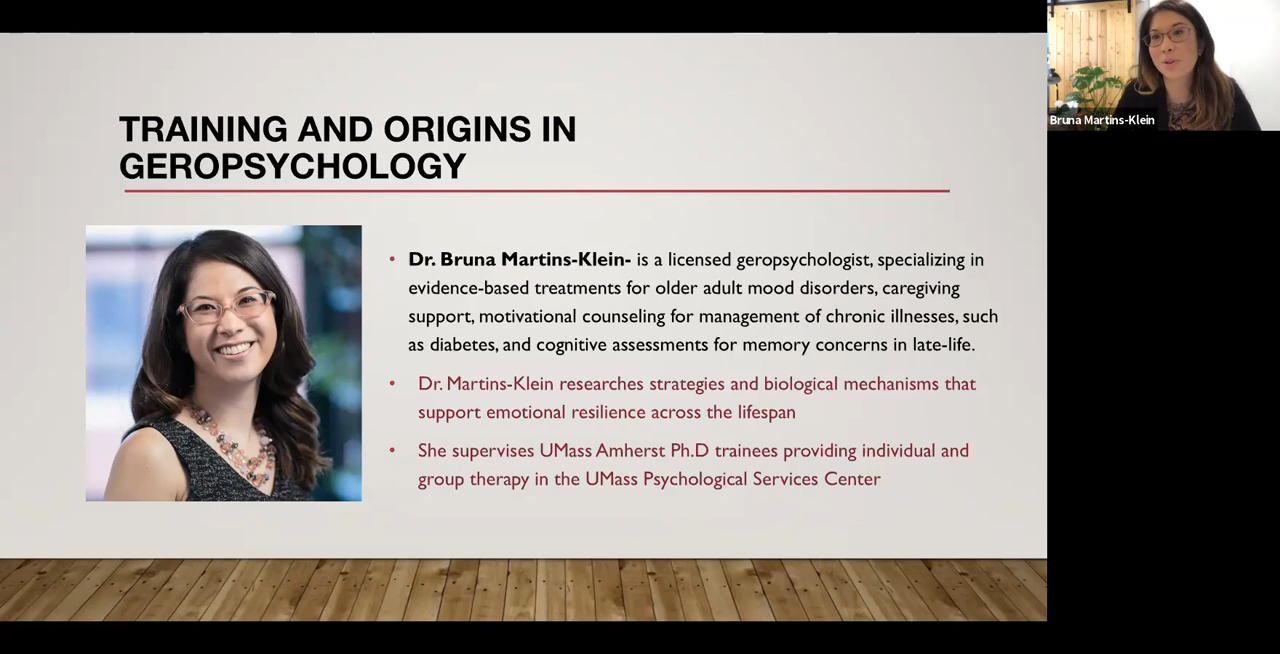 TRAINING AND ORIGINS IN
GEROPSYCHOLOGY
• Dr. Bruna Martins-Klein- is a licensed geropsychologist, specializing in
evidence-based treatments for older adult mood disorders, caregiving
support, motivational counseling for management of chronic illnesses, such
as diabetes, and cognitive assessments for memory concerns in late-life.
• Dr. Martins-Klein researches strategies and biological mechanisms that
support emotional resilience across the lifespan
• She supervises UMass Amherst Ph.D trainees providing individual and
group therapy in the UMass Psychological Services Center
Bruna Martins-Klein